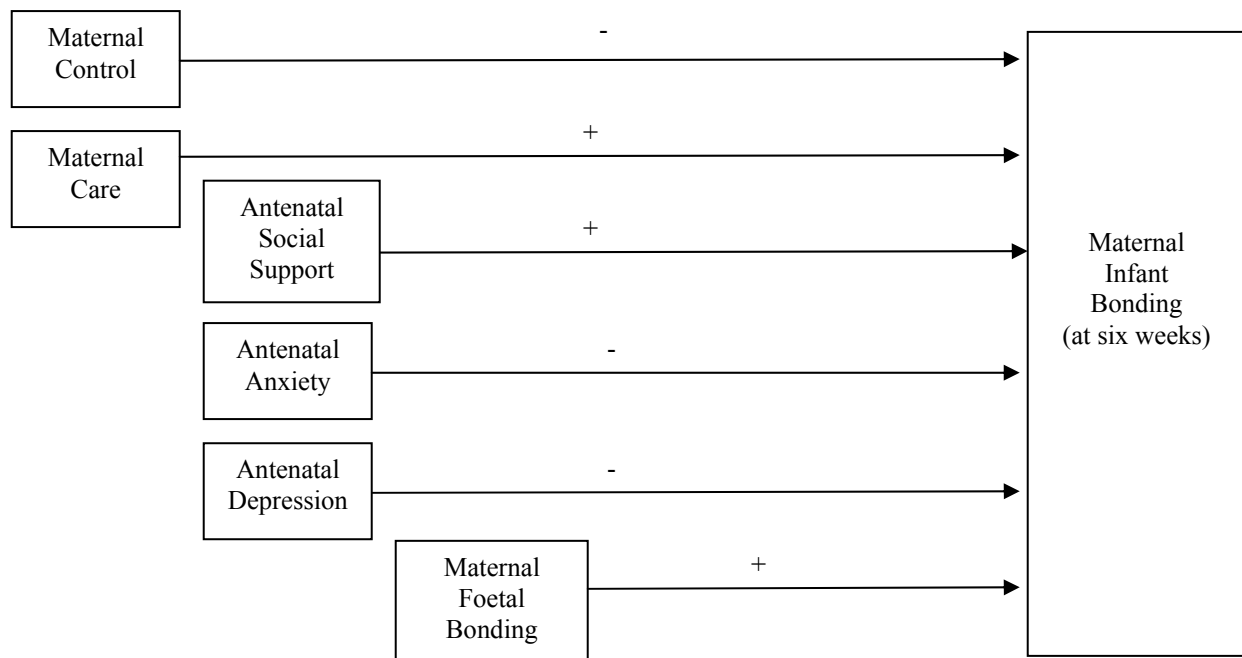 Maternal
Control
-
Maternal
Care
+
Antenatal
Social
Support
+
Antenatal
Anxiety
-
Antenatal
Depression
-
Maternal
Foetal
Bonding
+
Maternal
Infant
Bonding
(at six weeks)